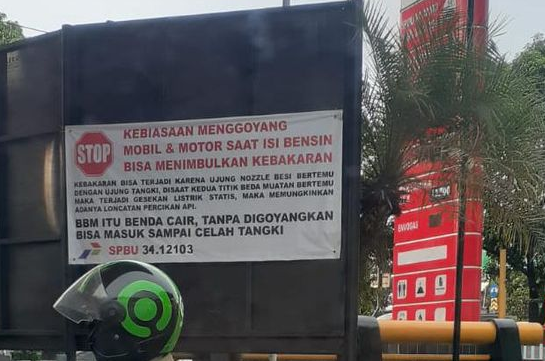 STOP
KEBIASAAN MENGGOYANG
MOBIL & MOTOR SAAT ISI BENSIN
BISA MENIMBULKAN KEBAKARAN
KEBAKARAN BISA TERJADI KARENA UJUNG NOZZLE BESI BERTEMU
DENGAN UJUNG TANGKI, DISAAT KEDUA TITIK BEDA MUATAN BERTEMU
MAKA TERJADI GESEKAN LISTRIK STATIS, MAKA MEMUNGKINKAN
ADANYA LONCATAN PERCIKAN API.
BBM ITU BENDA CAIR, TANPA DIGOYANGKAN
BISA MASUK SAMPAI CELAH TANGKI
SPBU 34.12103